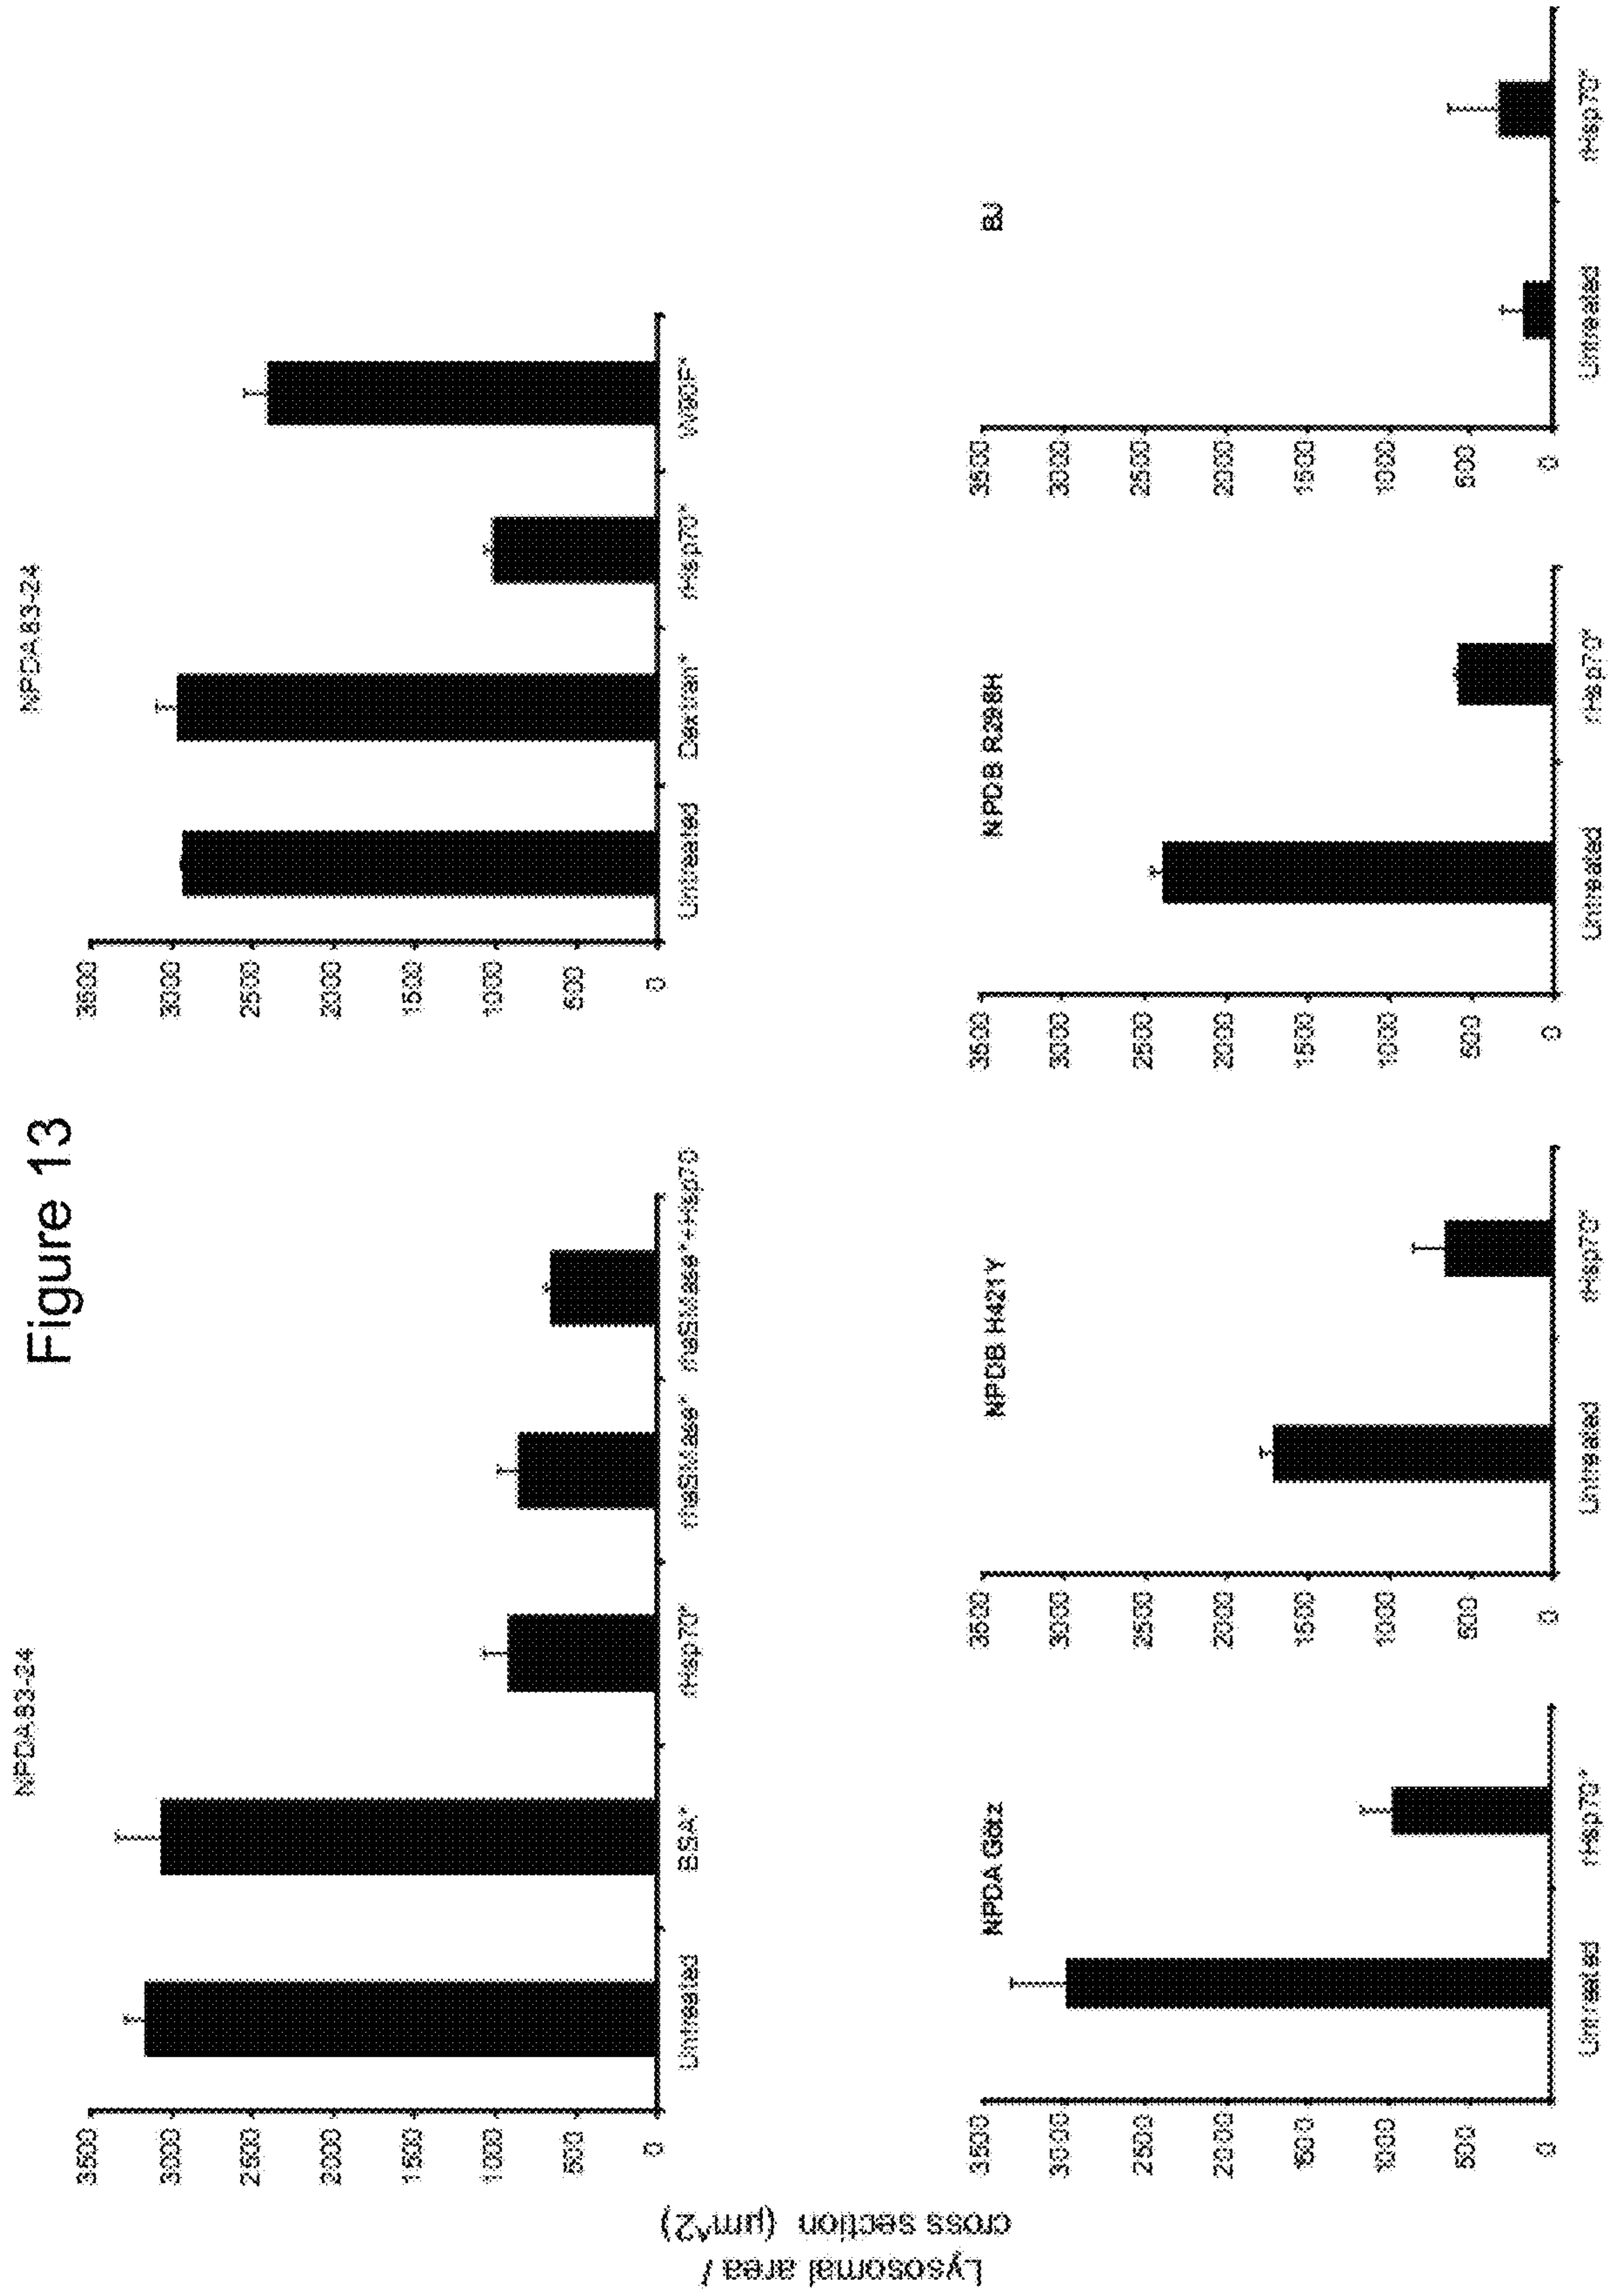 Figure 13
Lysosomal area /
cross section (µm^2)
NPDA 83-24
3500
3000
2500
2000
1500
1000
500
0
Untreated
BSA*
rHsp70*
rhaSMase*
rhaSMase*+Hsp70
NPDA 83-24
3500
3000
2500
2000
1500
1000
500
0
Untreated
Dextran*
rHsp70*
W90F*
NPDA Götz
3500
3000
2500
2000
1500
1000
500
0
Untreated
rHsp70*
NPDB H421Y
3500
3000
2500
2000
1500
1000
500
0
Untreated
rHsp70*
NPDB R298H
3500
3000
2500
2000
1500
1000
500
0
Untreated
rHsp70*
BJ
3500
3000
2500
2000
1500
1000
500
0
Untreated
rHsp70*